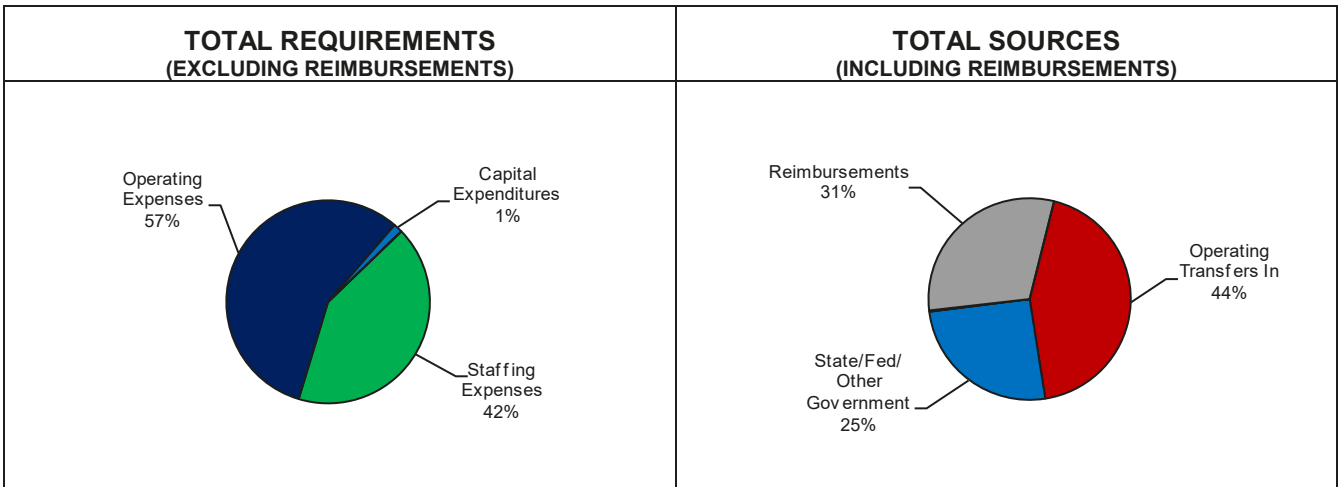 TOTAL REQUIREMENTS
(EXCLUDING REIMBURSEMENTS)
Operating
Expenses
57%
Capital
Expenditures
1%
Staffing
Expenses
42%
TOTAL SOURCES
(INCLUDING REIMBURSEMENTS)
Reimbursements
31%
Operating
Transfers In
44%
State/Fed/
Other
Government
25%